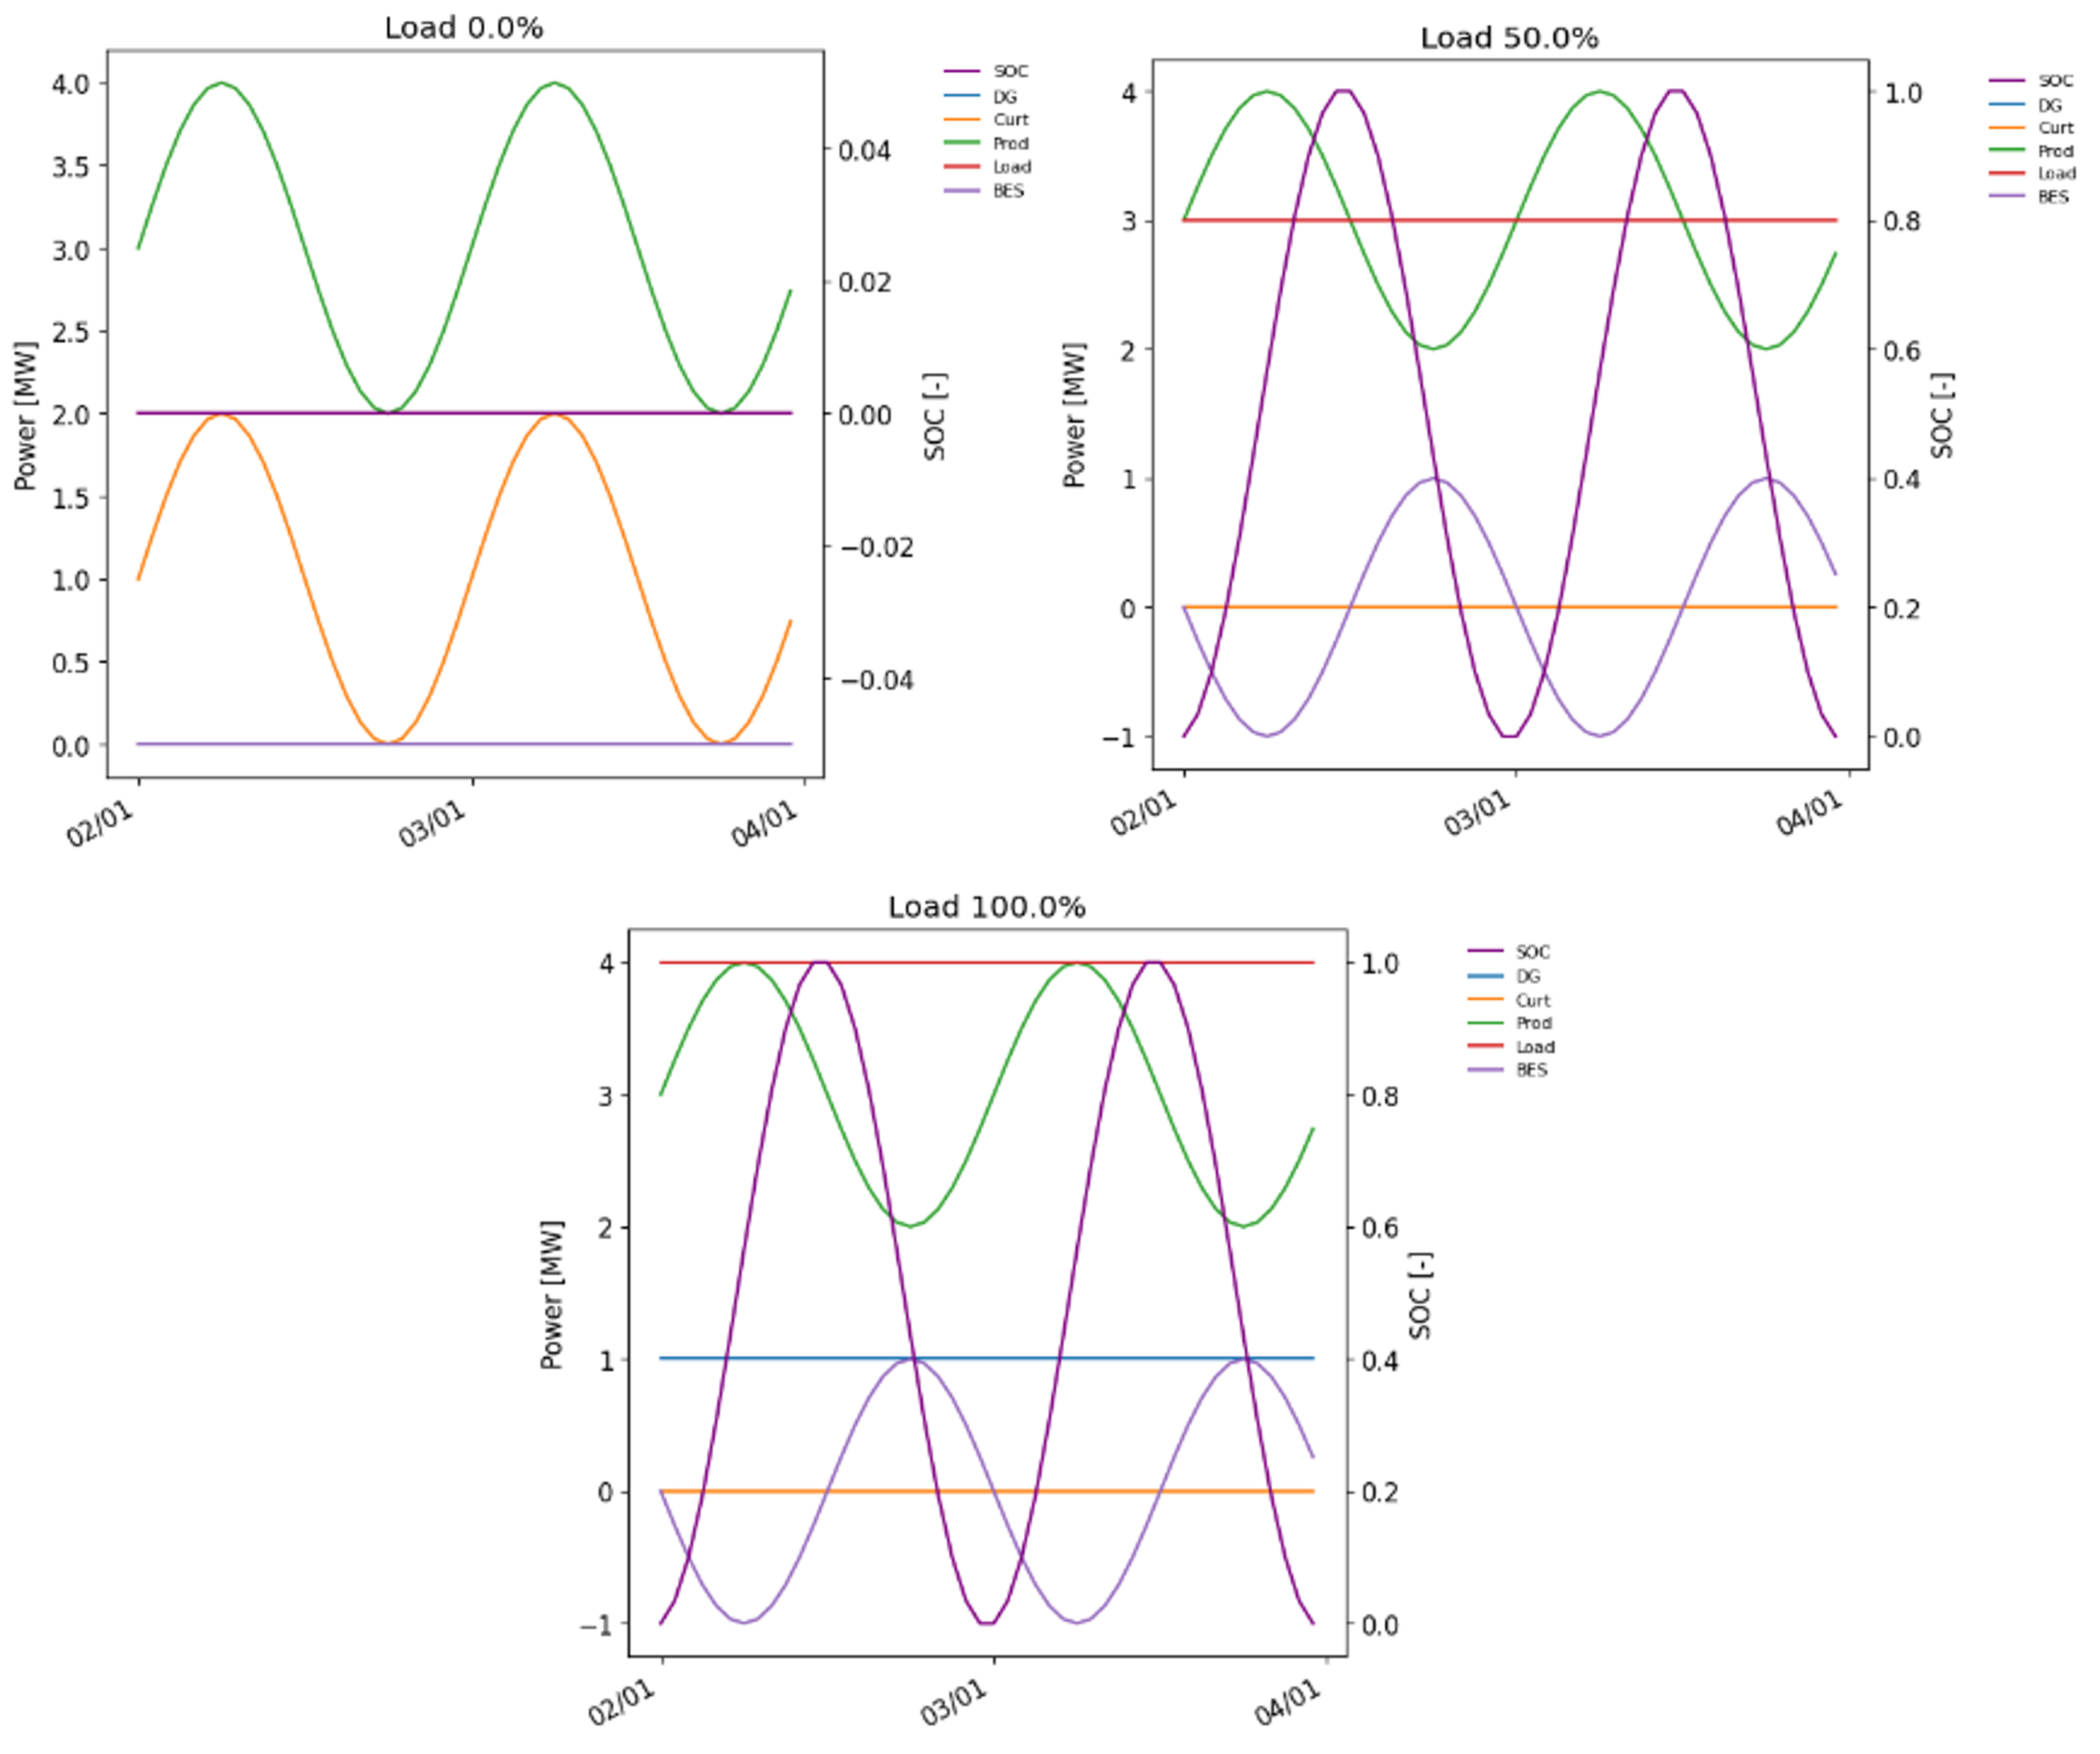 Load 0.0%
4.0
3.5
3.0
2.5
2.0
1.5
1.0
0.5
0.0
Power [MW]
0.04
0.02
0.00
−0.02
−0.04
SOC [-]
02/01
03/01
04/01
SOC
DG
Curt
Prod
Load
BES
Load 50.0%
4
3
2
1
0
−1
Power [MW]
1.0
0.8
0.6
0.4
0.2
0.0
SOC [-]
02/01
03/01
04/01
SOC
DG
Curt
Prod
Load
BES
Load 100.0%
4
3
2
1
0
−1
Power [MW]
1.0
0.8
0.6
0.4
0.2
0.0
SOC [-]
02/01
03/01
04/01
SOC
DG
Curt
Prod
Load
BES